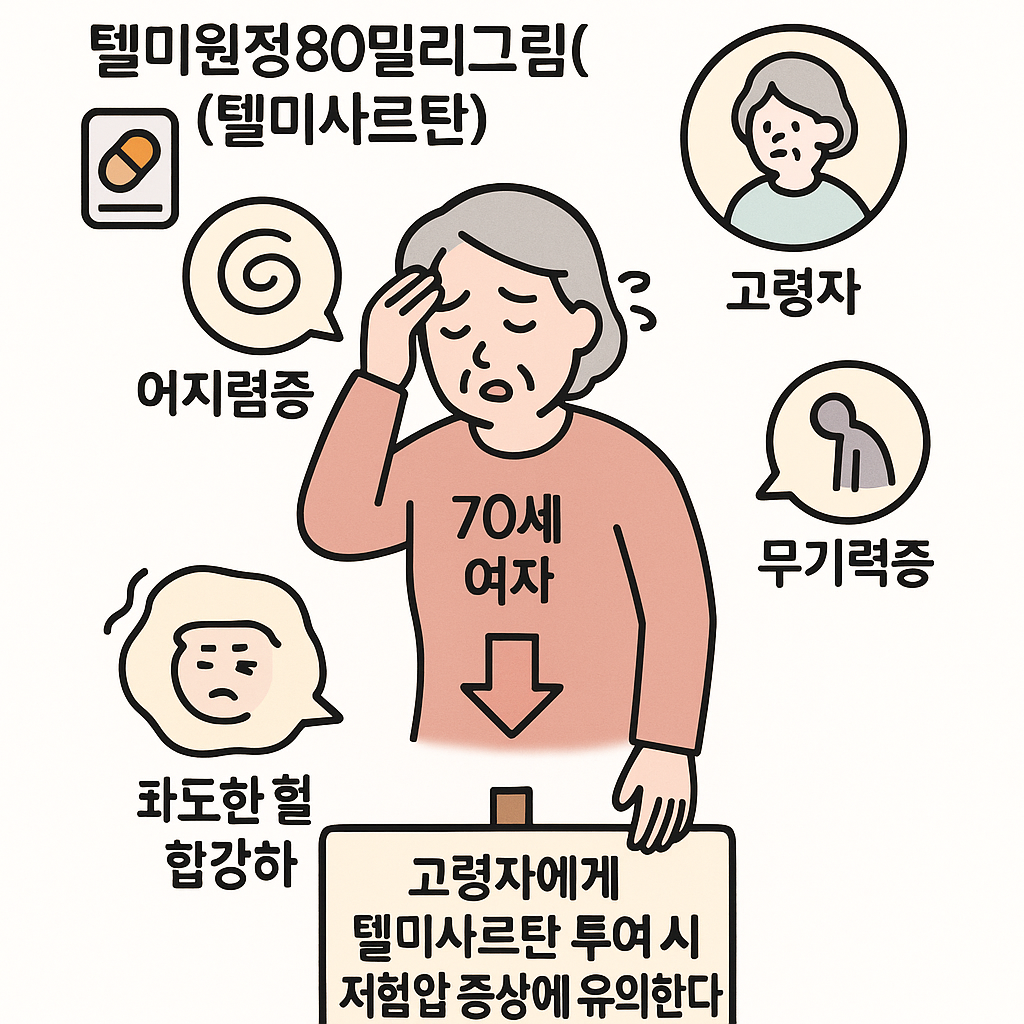 텔미원정80밀리그림(
(텔미사르탄)
고령자
어지렴증
무기력증
70세
여자
파도한 혈
합강하
고령자에게
텔미사르탄 투여 시
저험압 증상에 유의한다